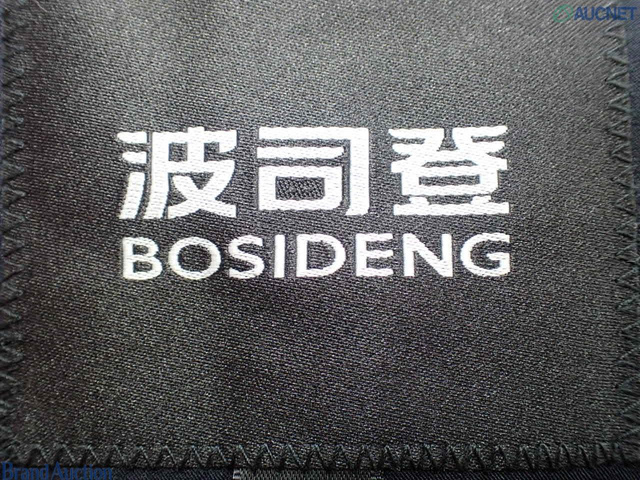 AUCNET
波司登
BOSIDENG
Brand Auction